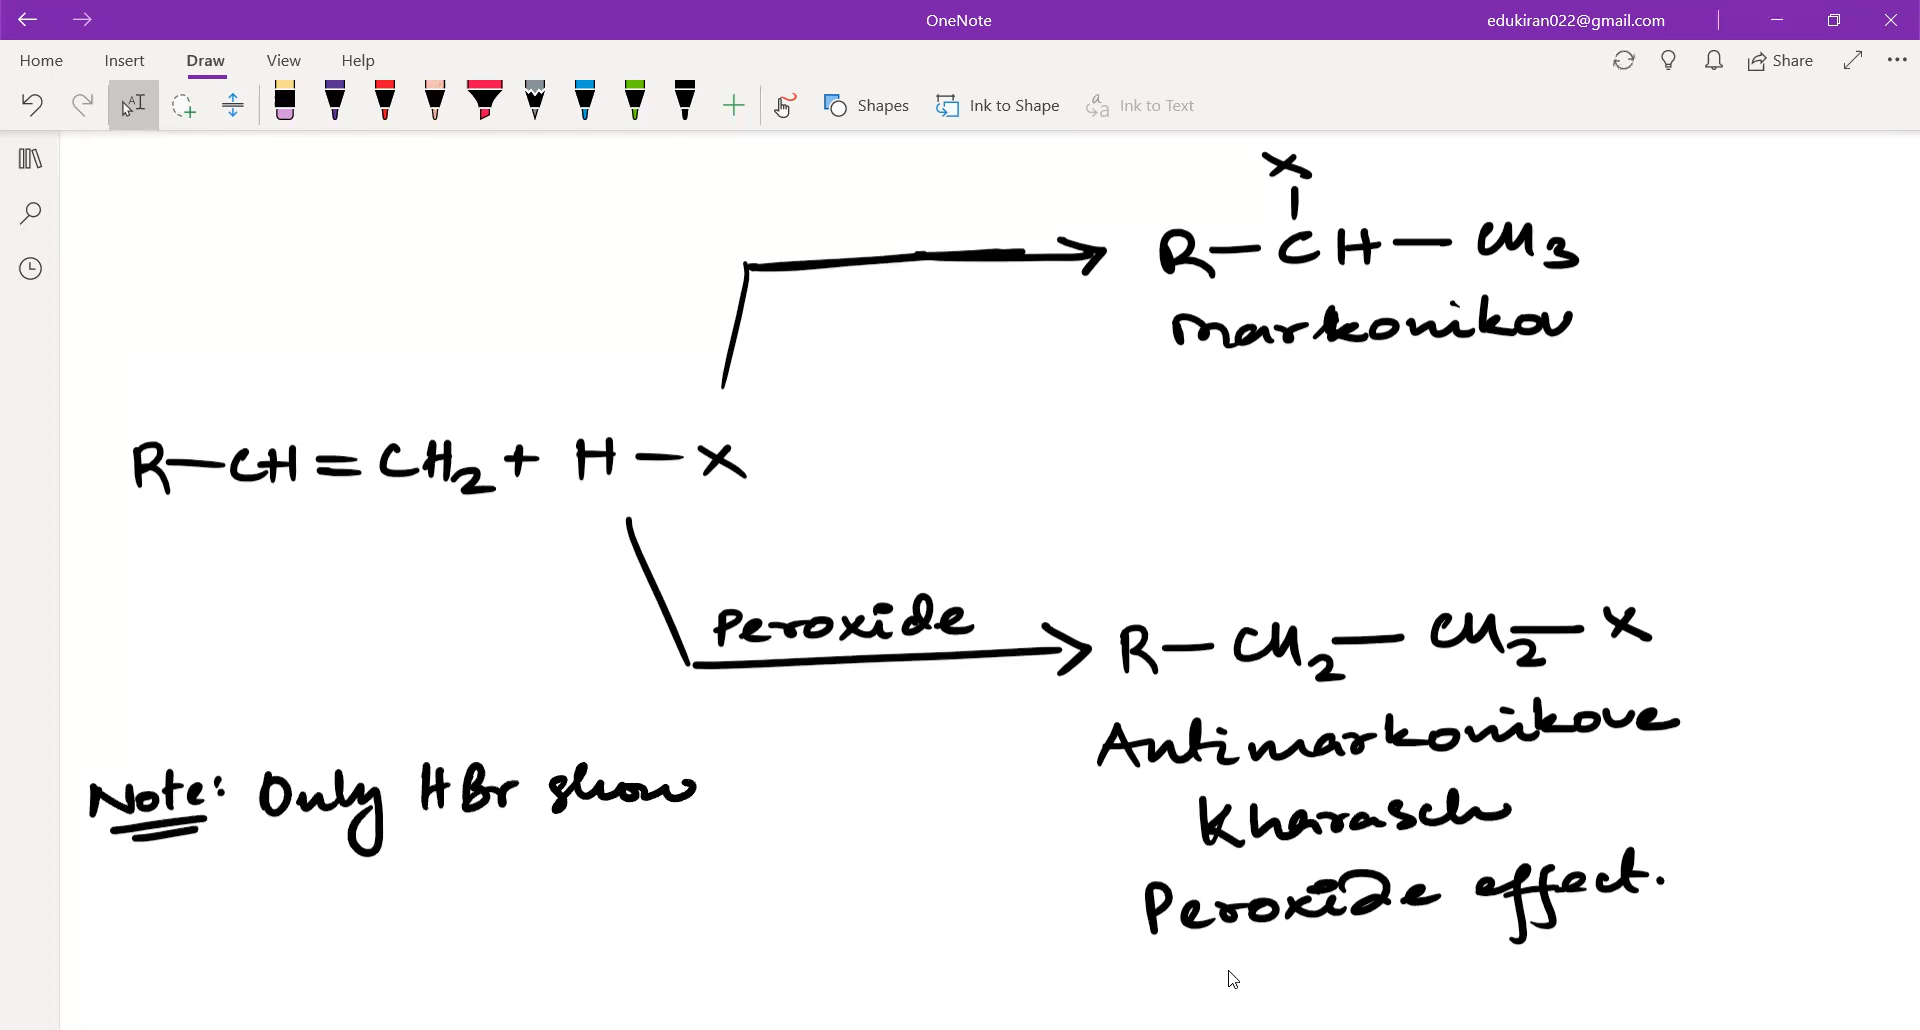 OneNote
edukiran022@gmail.com
Home Insert Draw View Help
Share
Shapes Ink to Shape Ink to Text
X
R—CH—CH3
markonikov
R—CH=CH2 + H—X
Peroxide
R—CH2—CH2—X
Antimarkonikove
Note: Only HBr show
Kharasch
Peroxide effect.